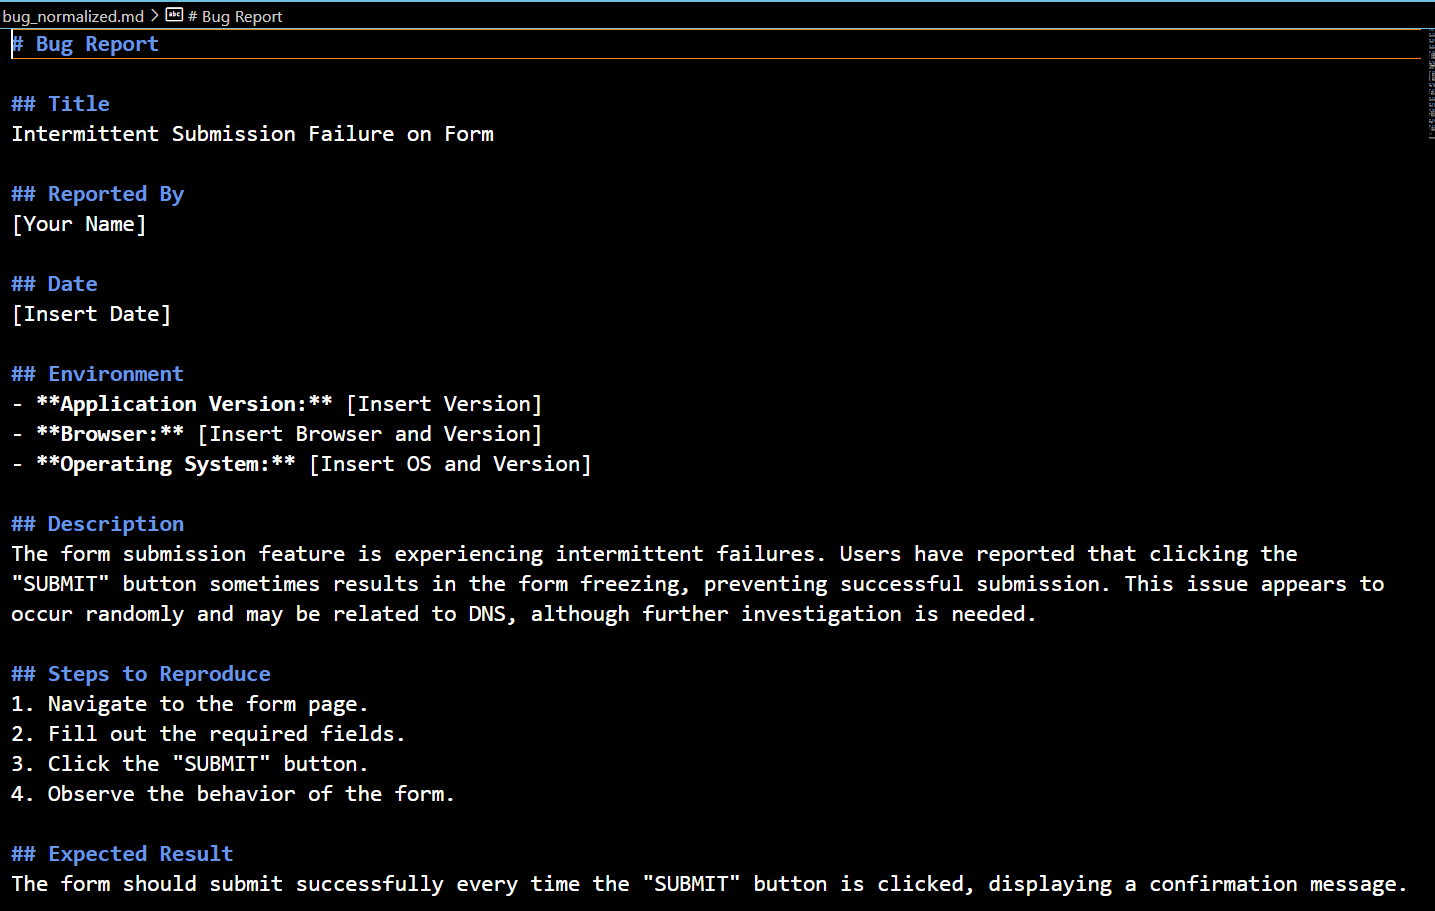 bug_normalized.md > # Bug Report
# Bug Report
## Title
Intermittent Submission Failure on Form
## Reported By
[Your Name]
## Date
[Insert Date]
## Environment
- **Application Version:** [Insert Version]
- **Browser:** [Insert Browser and Version]
- **Operating System:** [Insert OS and Version]
## Description
The form submission feature is experiencing intermittent failures. Users have reported that clicking the
"SUBMIT" button sometimes results in the form freezing, preventing successful submission. This issue appears to
occur randomly and may be related to DNS, although further investigation is needed.
## Steps to Reproduce
1. Navigate to the form page.
2. Fill out the required fields.
3. Click the "SUBMIT" button.
4. Observe the behavior of the form.
## Expected Result
The form should submit successfully every time the "SUBMIT" button is clicked, displaying a confirmation message.